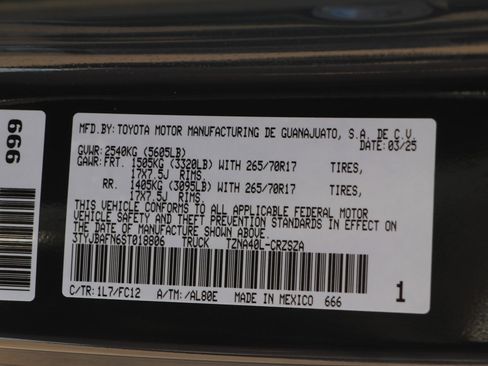 MFD.BY:TOYOTA MOTOR MANUFACTURING DE GUANAJUATO, S.A. DE C.V.
GVWR:2540KG (5605LB) DATE:03/25
GAWR:FRT. 1505KG (3320LB) WITH 265/70R17 TIRES,
17X7.5J RIMS.
RR. 1405KG (3095LB) WITH 265/70R17 TIRES,
17X7.5J RIMS.
THIS VEHICLE CONFORMS TO ALL APPLICABLE FEDERAL MOTOR
VEHICLE SAFETY AND THEFT PREVENTION STANDARDS IN EFFECT ON
THE DATE OF MANUFACTURE SHOWN ABOVE.
3TYJBAFN6ST018806 TRUCK TZNA40L-CRZSZA
C/TR:1L7/FC12 A/TM:/AL80E MADE IN MEXICO 666 1
666